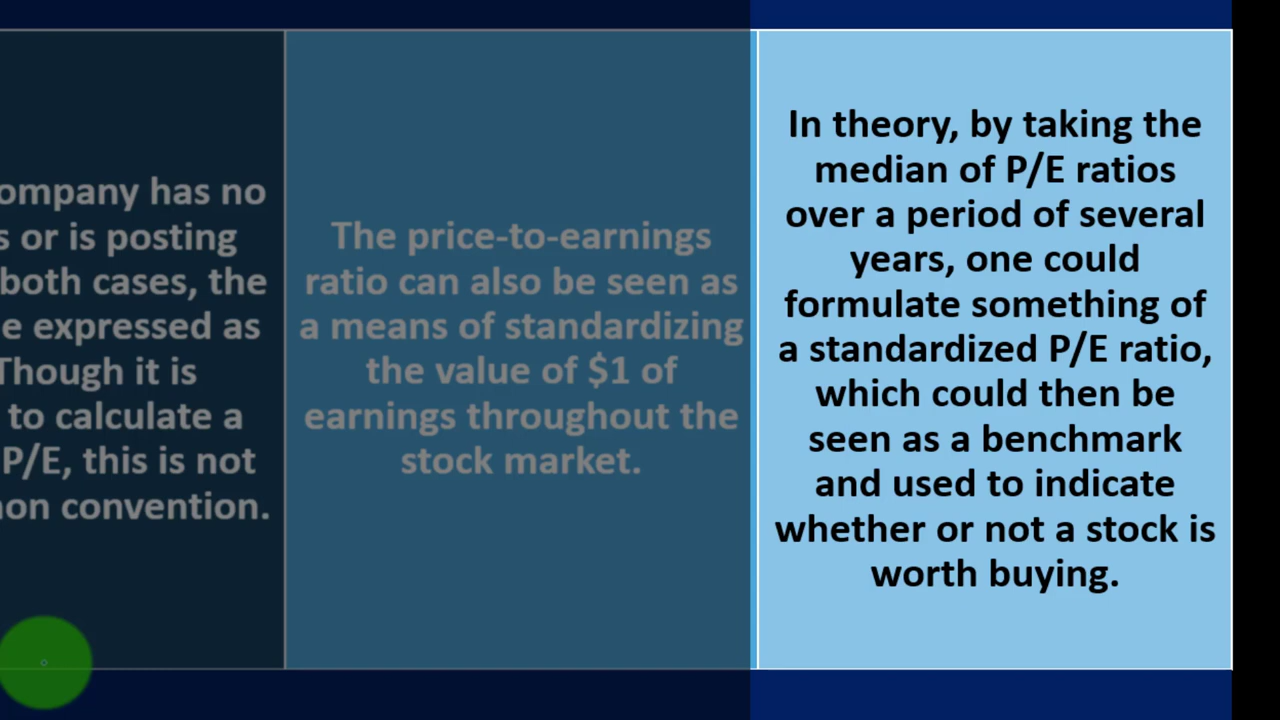 ompany has no
s or is posting
both cases, the
e expressed as
Though it is
to calculate a
P/E, this is not
on convention.
The price-to-earnings
ratio can also be seen as
a means of standardizing
the value of $1 of
earnings throughout the
stock market.
In theory, by taking the
median of P/E ratios
over a period of several
years, one could
formulate something of
a standardized P/E ratio,
which could then be
seen as a benchmark
and used to indicate
whether or not a stock is
worth buying.